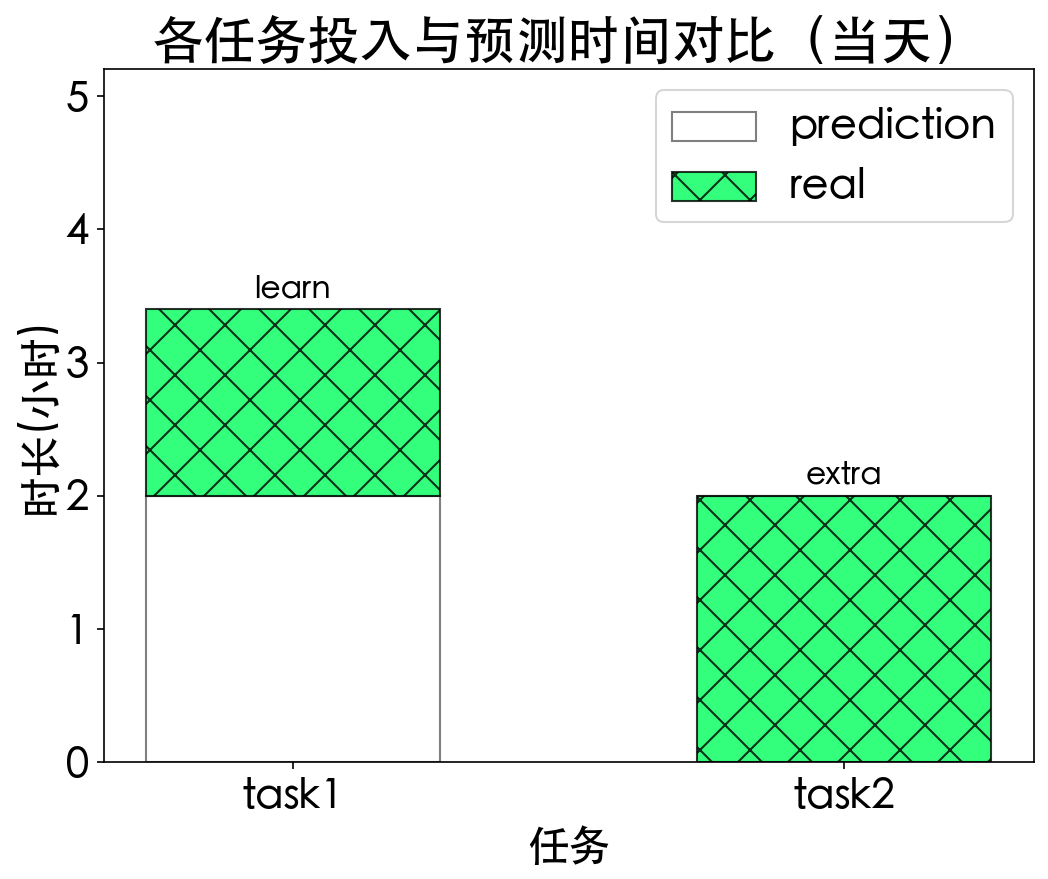 各任务投入与预测时间对比（当天）
prediction
real
5
4
3
2
1
0
时长(小时)
learn
extra
task1
task2
任务